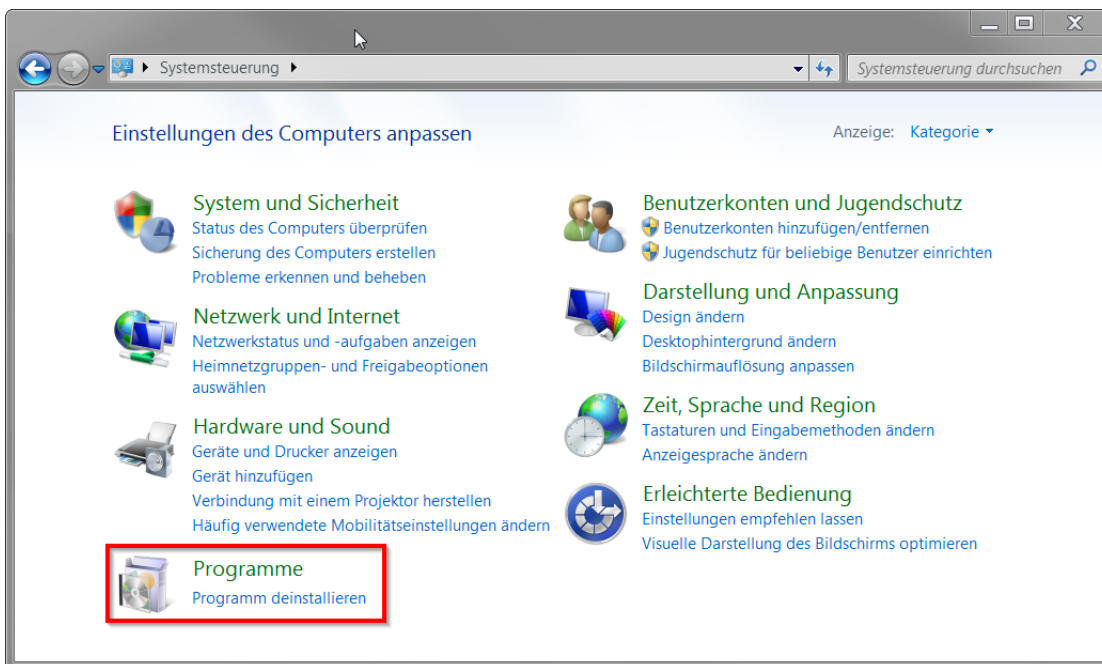 Systemsteuerung
Systemsteuerung durchsuchen
Einstellungen des Computers anpassen
Anzeige: Kategorie
System und Sicherheit
Status des Computers überprüfen
Sicherung des Computers erstellen
Probleme erkennen und beheben
Netzwerk und Internet
Netzwerkstatus und -aufgaben anzeigen
Heimnetzgruppen- und Freigabeoptionen
auswählen
Hardware und Sound
Geräte und Drucker anzeigen
Gerät hinzufügen
Verbindung mit einem Projektor herstellen
Häufig verwendete Mobilitätseinstellungen ändern
Programme
Programm deinstallieren
Benutzerkonten und Jugendschutz
Benutzerkonten hinzufügen/entfernen
Jugendschutz für beliebige Benutzer einrichten
Darstellung und Anpassung
Design ändern
Desktophintergrund ändern
Bildschirmauflösung anpassen
Zeit, Sprache und Region
Tastaturen und Eingabemethoden ändern
Anzeigesprache ändern
Erleichterte Bedienung
Einstellungen empfehlen lassen
Visuelle Darstellung des Bildschirms optimieren